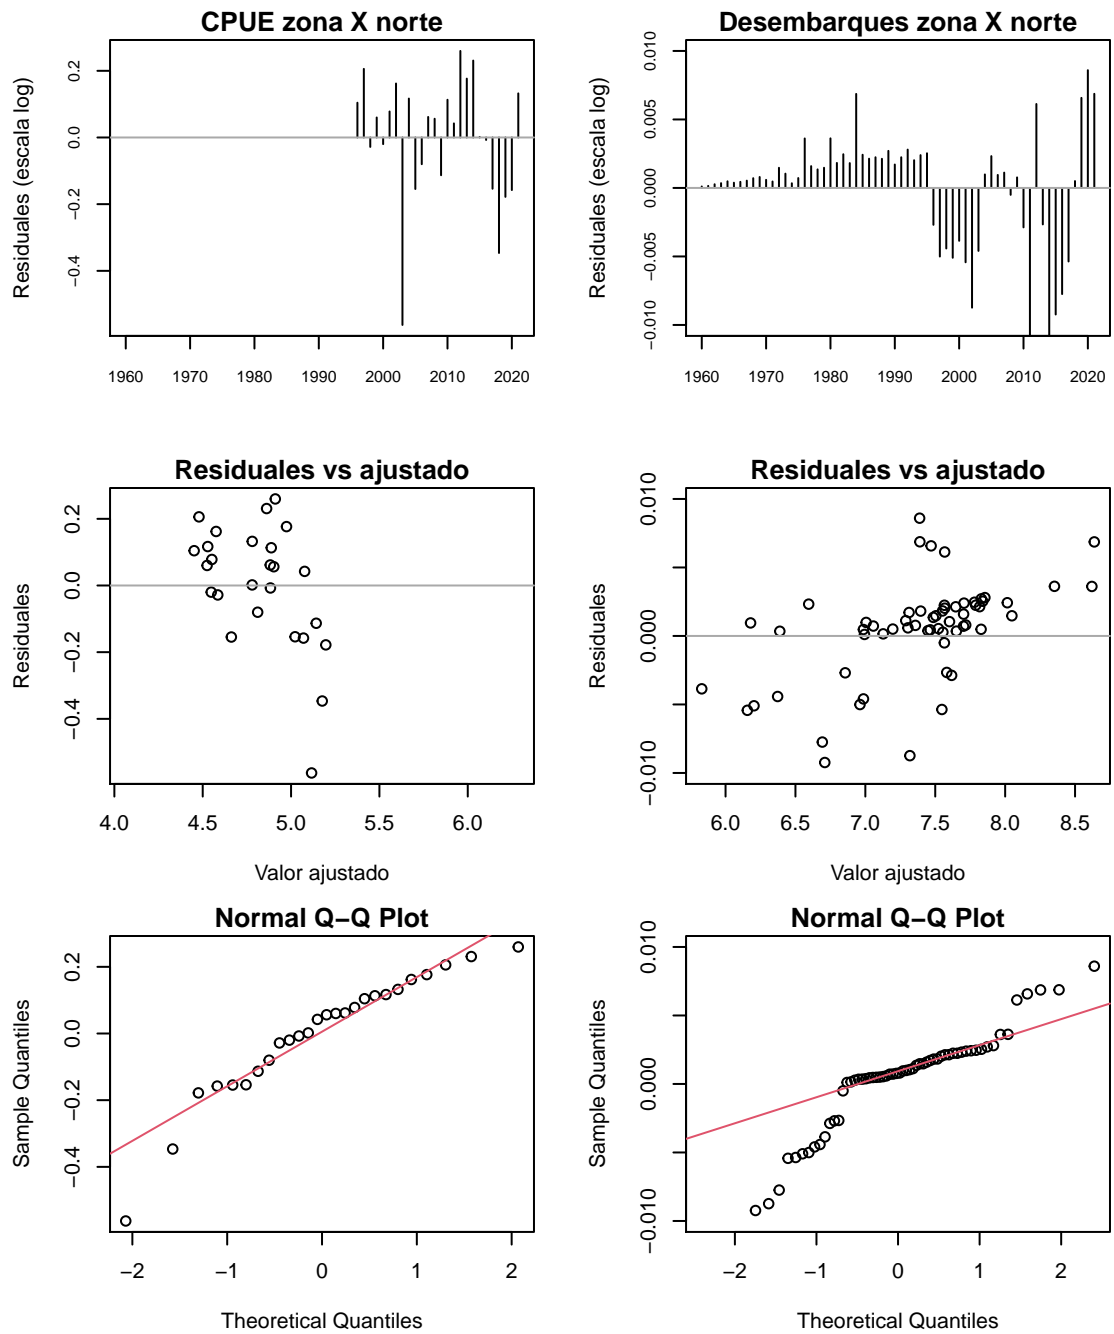 CPUE zona X norte
Residuales (escala log)
0.2
0.0
−0.2
−0.4
1960 1970 1980 1990 2000 2010 2020
Desembarques zona X norte
Residuales (escala log)
0.010
0.005
0.000
−0.005
−0.010
1960 1970 1980 1990 2000 2010 2020
Residuales vs ajustado
Residuales
0.2
0.0
−0.2
−0.4
4.0 4.5 5.0 5.5 6.0
Valor ajustado
Residuales vs ajustado
Residuales
0.010
0.000
−0.010
6.0 6.5 7.0 7.5 8.0 8.5
Valor ajustado
Normal Q−Q Plot
Sample Quantiles
0.2
0.0
−0.2
−0.4
−2 −1 0 1 2
Theoretical Quantiles
Normal Q−Q Plot
Sample Quantiles
0.010
0.000
−0.010
−2 −1 0 1 2
Theoretical Quantiles